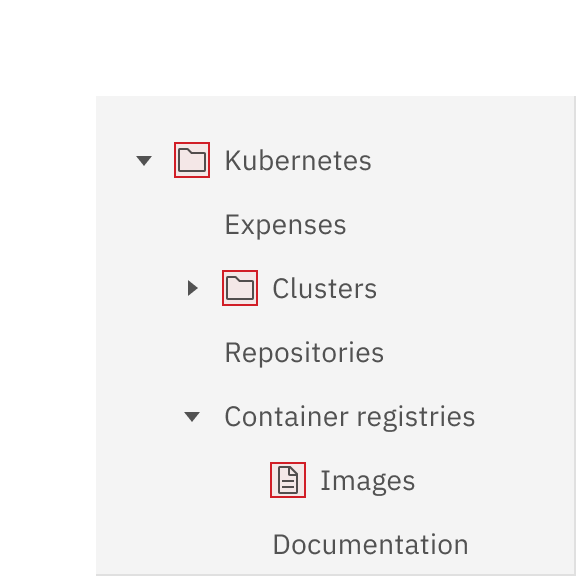 Kubernetes
Expenses
Clusters
Repositories
Container registries
Images
Documentation